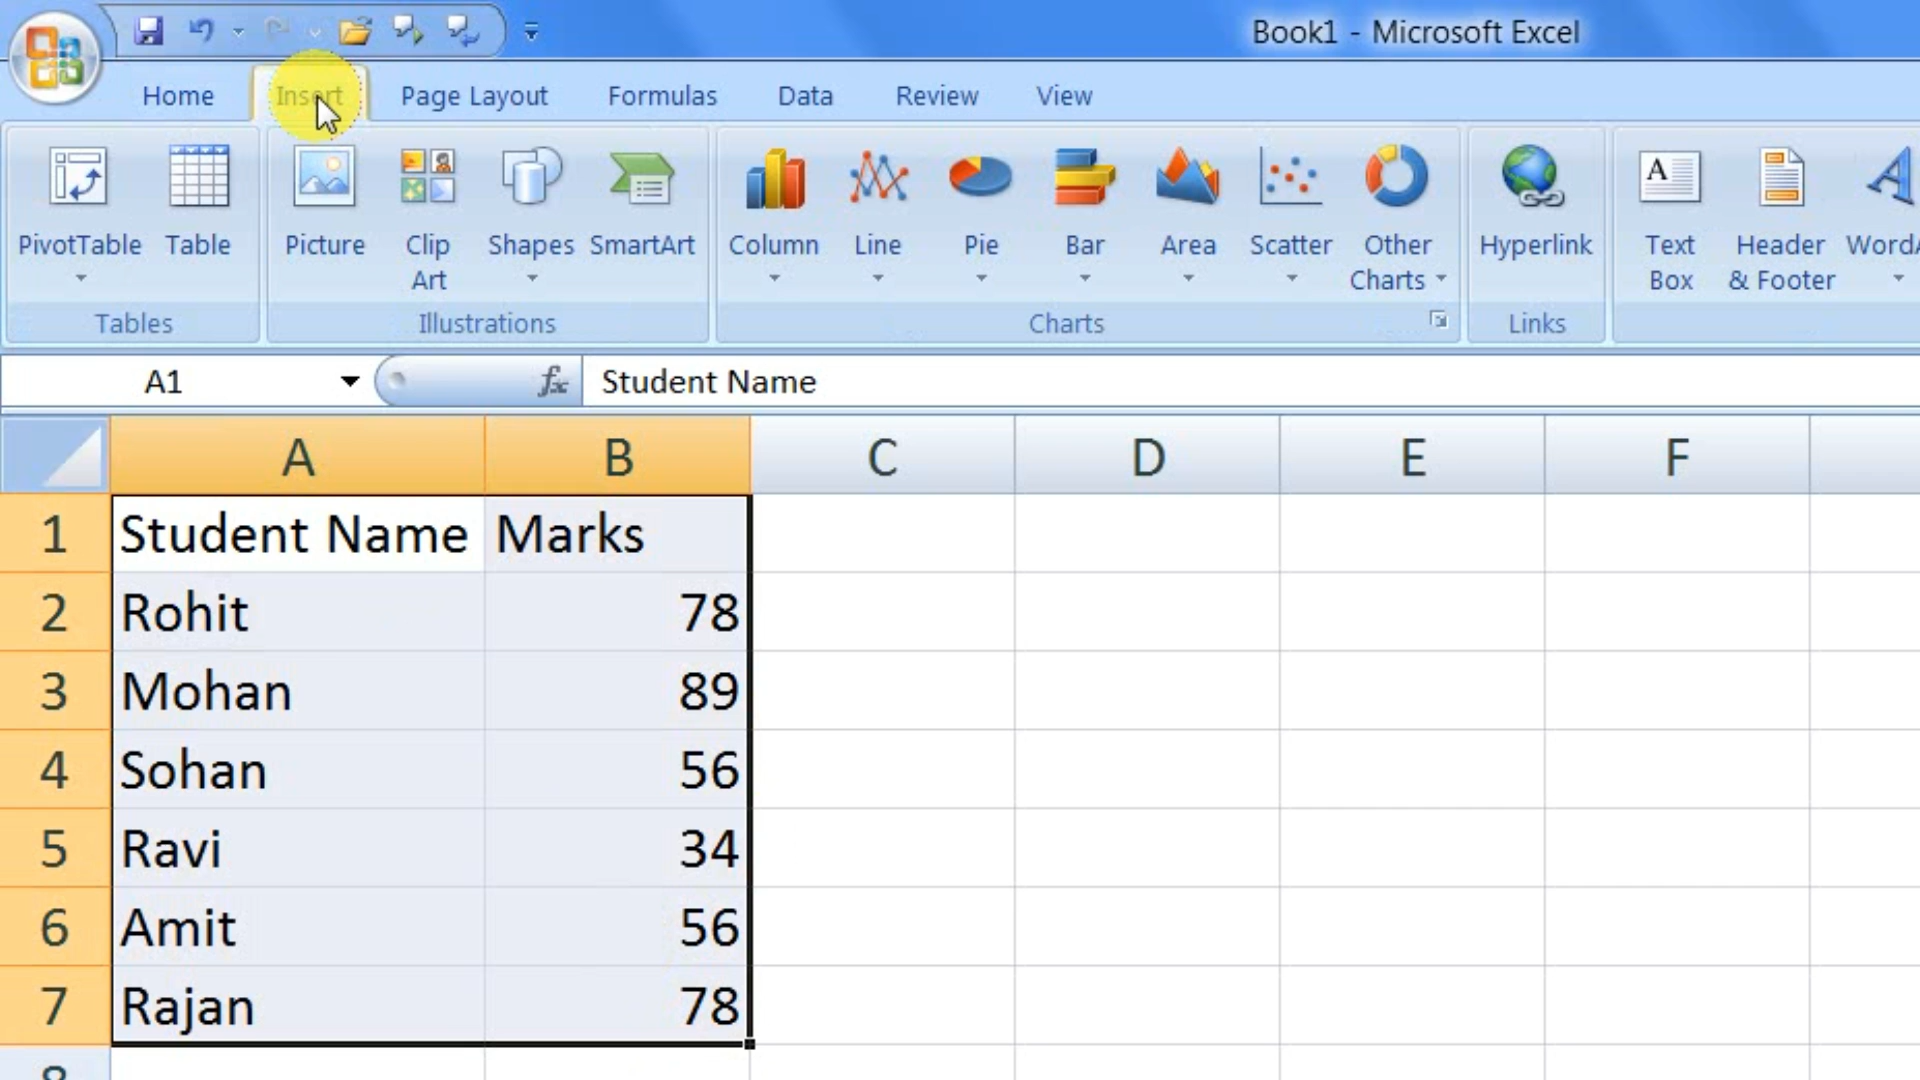 Book1 - Microsoft Excel
Home Insert Page Layout Formulas Data Review View
PivotTable Table Picture Clip Art Shapes SmartArt Column Line Pie Bar Area Scatter Other Charts Hyperlink Text Box Header & Footer WordA
Tables Illustrations Charts Links
A1 fx Student Name
A B C D E F
1 Student Name Marks
2 Rohit 78
3 Mohan 89
4 Sohan 56
5 Ravi 34
6 Amit 56
7 Rajan 78
8